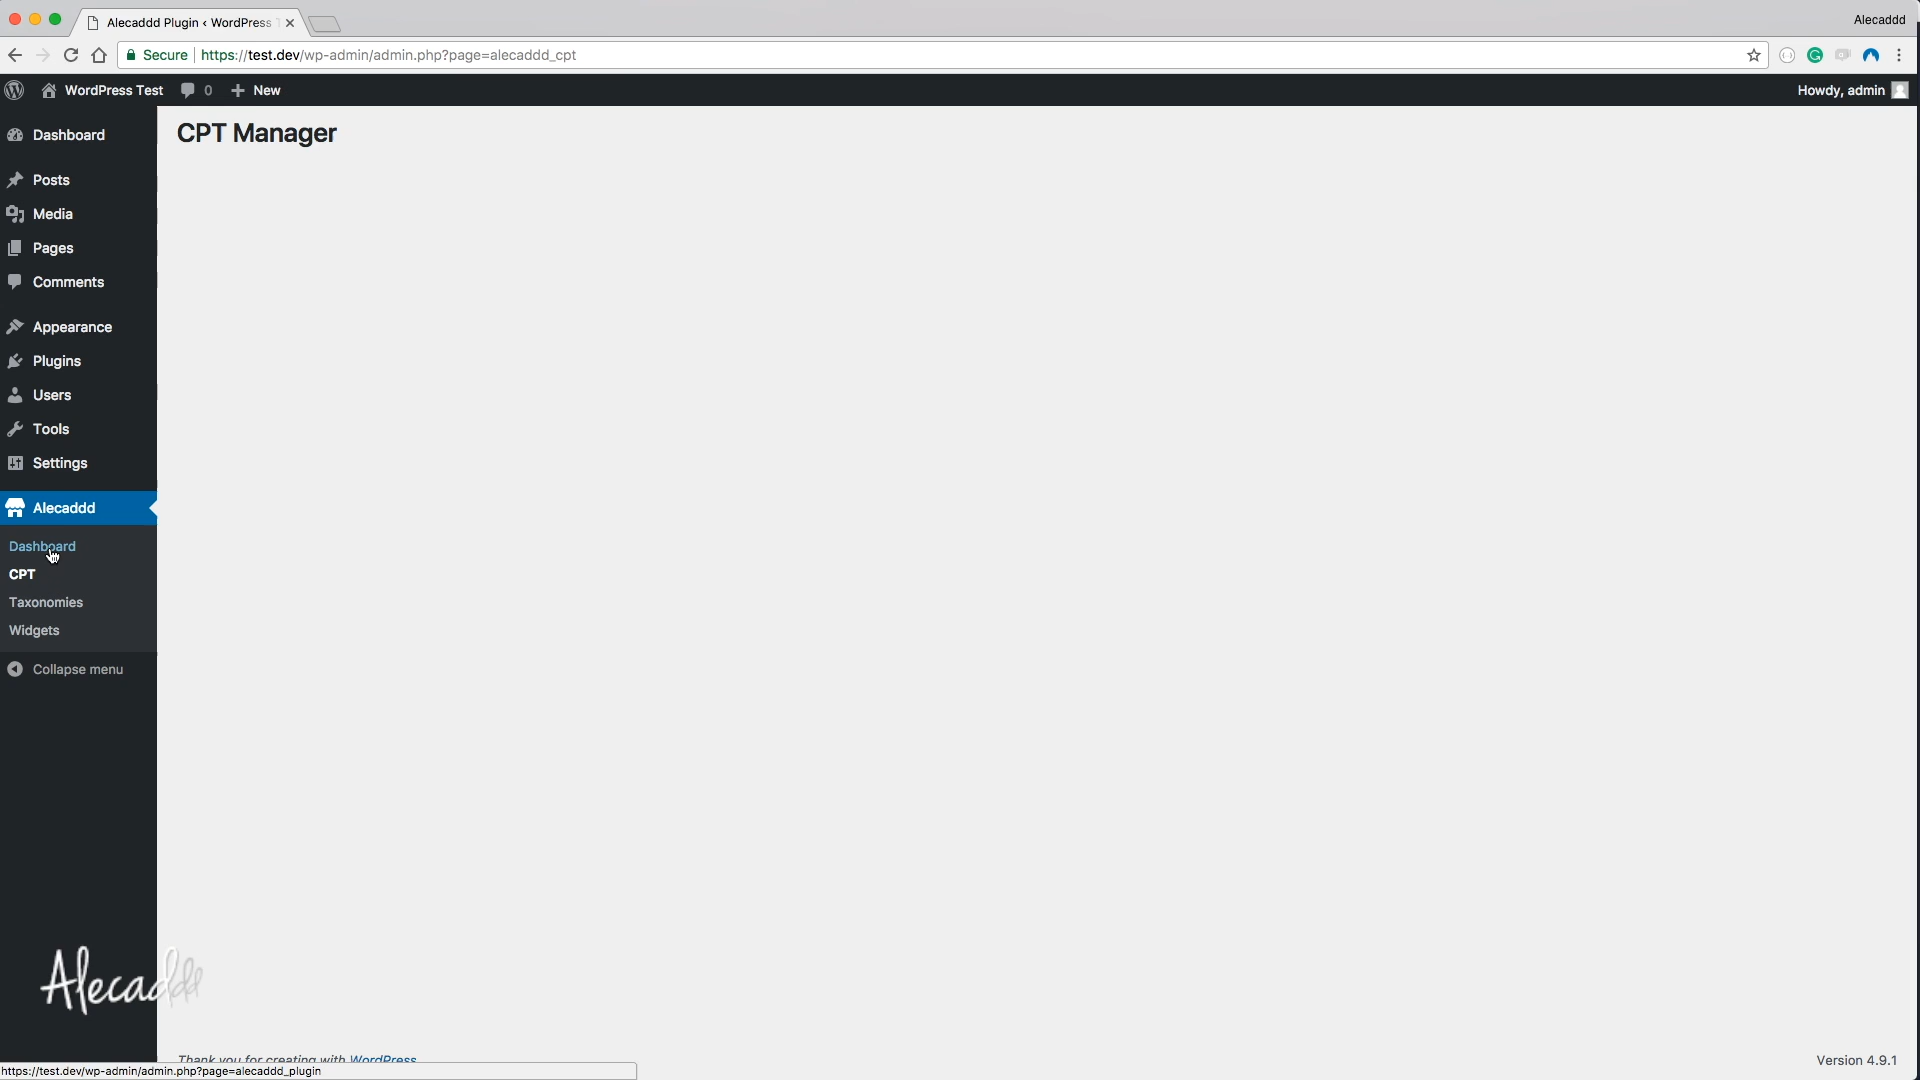 Alecaddd Plugin ‹ WordPress
Alecaddd
Secure https://test.dev/wp-admin/admin.php?page=alecaddd_cpt
WordPress Test 0 New
Howdy, admin
CPT Manager
Dashboard
Posts
Media
Pages
Comments
Appearance
Plugins
Users
Tools
Settings
Alecaddd
Dashboard
CPT
Taxonomies
Widgets
Collapse menu
Alecaddd
Thank you for creating with WordPress
Version 4.9.1
https://test.dev/wp-admin/admin.php?page=alecaddd_plugin